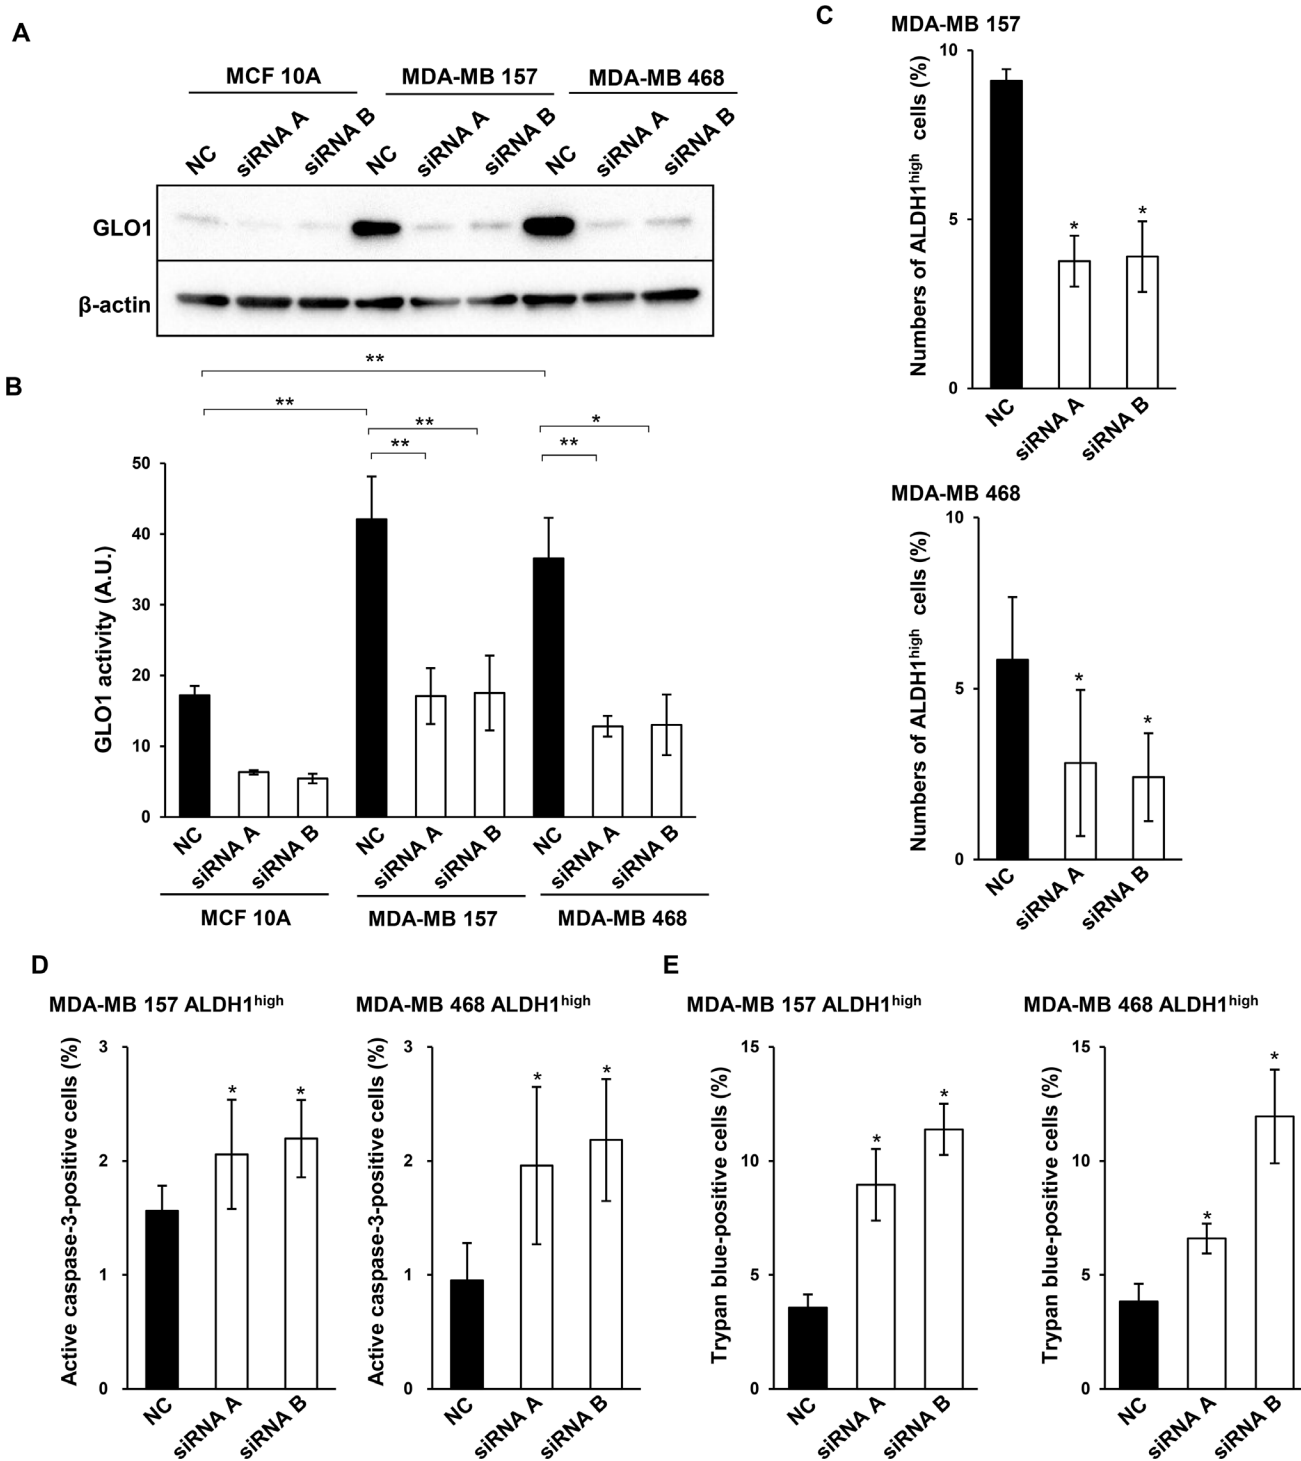 A
MCF 10A MDA-MB 157 MDA-MB 468
NC siRNA A siRNA B NC siRNA A siRNA B NC siRNA A siRNA B
GLO1
β-actin
B
** ** ** ** * **
GLO1 activity (A.U.)
50
40
30
20
10
0
NC siRNA A siRNA B NC siRNA A siRNA B NC siRNA A siRNA B
MCF 10A MDA-MB 157 MDA-MB 468
C
MDA-MB 157
Numbers of ALDH1high cells (%)
10
5
0
* *
NC siRNA A siRNA B
MDA-MB 468
Numbers of ALDH1high cells (%)
10
5
0
* *
NC siRNA A siRNA B
D
MDA-MB 157 ALDH1high
Active caspase-3-positive cells (%)
3
2
1
0
* *
NC siRNA A siRNA B
MDA-MB 468 ALDH1high
Active caspase-3-positive cells (%)
3
2
1
0
* *
NC siRNA A siRNA B
E
MDA-MB 157 ALDH1high
Trypan blue-positive cells (%)
15
10
5
0
* *
NC siRNA A siRNA B
MDA-MB 468 ALDH1high
Trypan blue-positive cells (%)
15
10
5
0
* *
NC siRNA A siRNA B